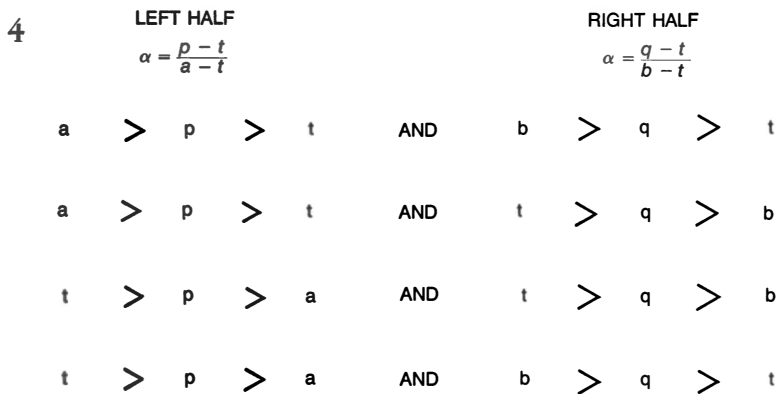 4
LEFT HALF RIGHT HALF
α = p − t / a − t α = q − t / b − t
a > p > t AND b > q > t
a > p > t AND t > q > b
t > p > a AND t > q > b
t > p > a AND b > q > t